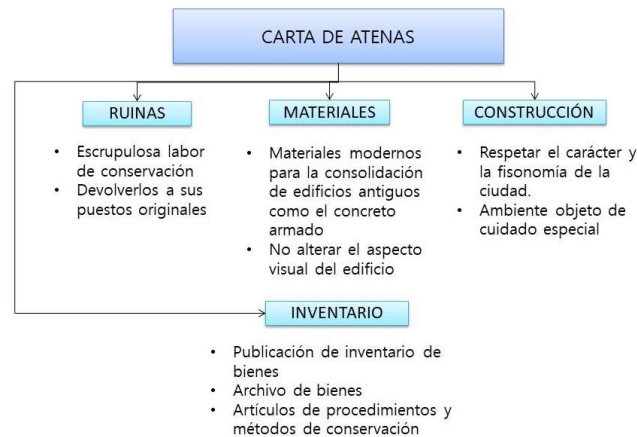 CARTA DE ATENAS
RUINAS
• Escrupulosa labor
de conservación
• Devolverlos a sus
puestos originales
MATERIALES
• Materiales modernos
para la consolidación
de edificios antiguos
como el concreto
armado
• No alterar el aspecto
visual del edificio
CONSTRUCCIÓN
• Respetar el carácter y
la fisonomía de la
ciudad.
• Ambiente objeto de
cuidado especial
INVENTARIO
• Publicación de inventario de
bienes
• Archivo de bienes
• Artículos de procedimientos y
métodos de conservación